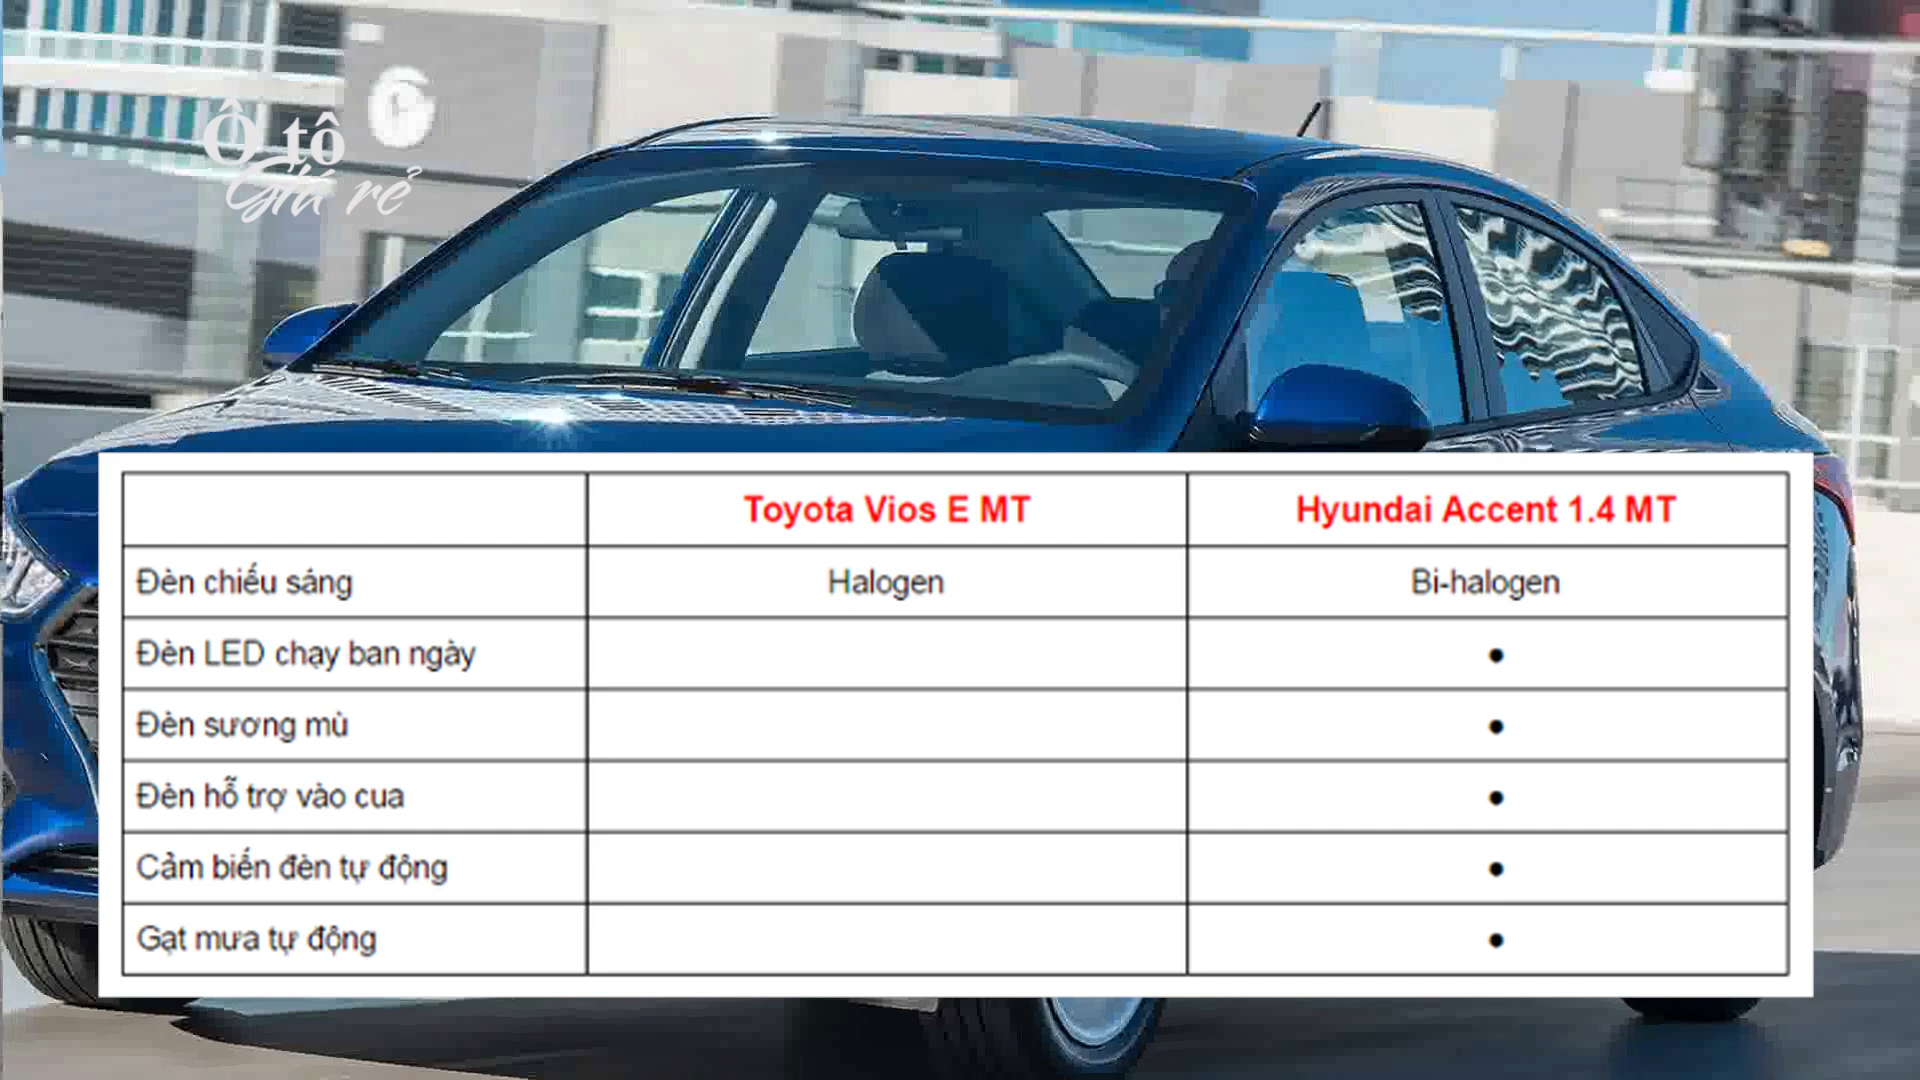 Ô tô
Giá rẻ
Toyota Vios E MT Hyundai Accent 1.4 MT
Đèn chiếu sáng Halogen Bi-halogen
Đèn LED chạy ban ngày ●
Đèn sương mù ●
Đèn hỗ trợ vào cua ●
Cảm biến đèn tự động ●
Gạt mưa tự động ●